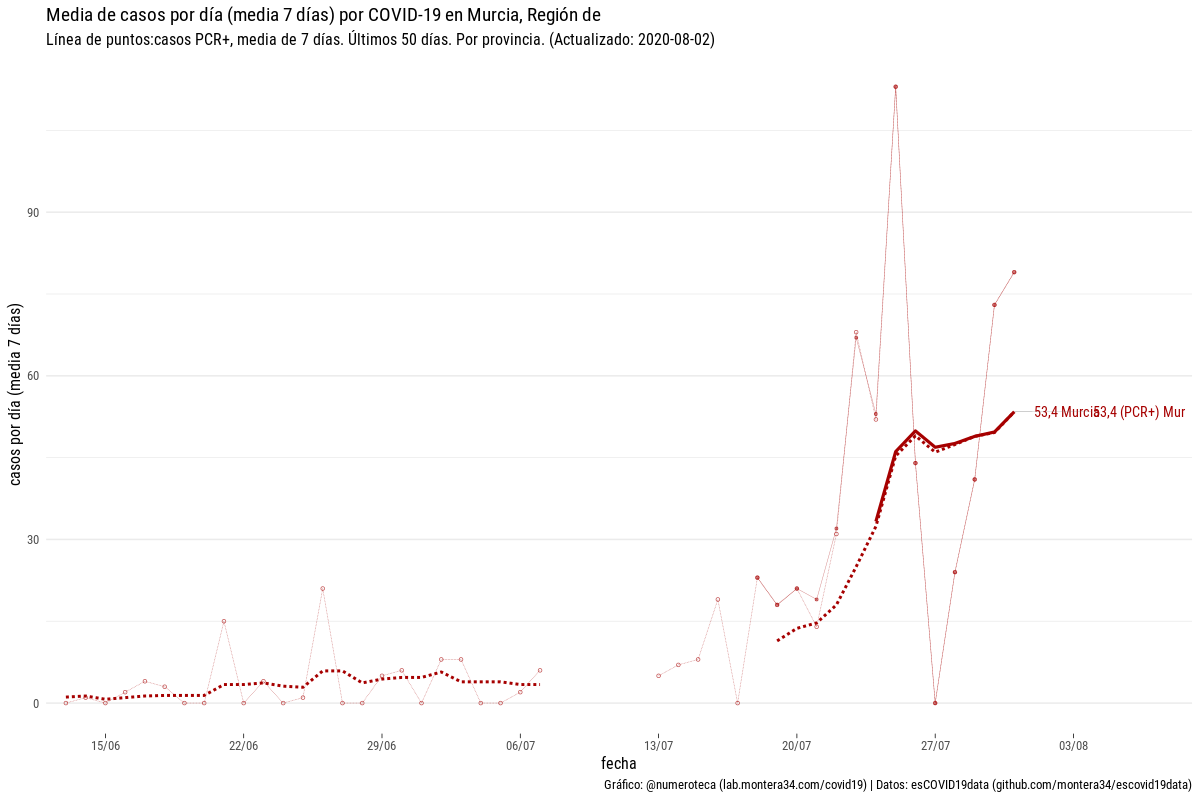 Media de casos por día (media 7 días) por COVID-19 en Murcia, Región de
Línea de puntos:casos PCR+, media de 7 días. Últimos 50 días. Por provincia. (Actualizado: 2020-08-02)
casos por día (media 7 días)
90
60
30
0
53,4 Murcia
53,4 (PCR+) Mur
15/06
22/06
29/06
06/07
13/07
20/07
27/07
03/08
fecha
Gráfico: @numeroteca (lab.montera34.com/covid19) | Datos: esCOVID19data (github.com/montera34/escovid19data)